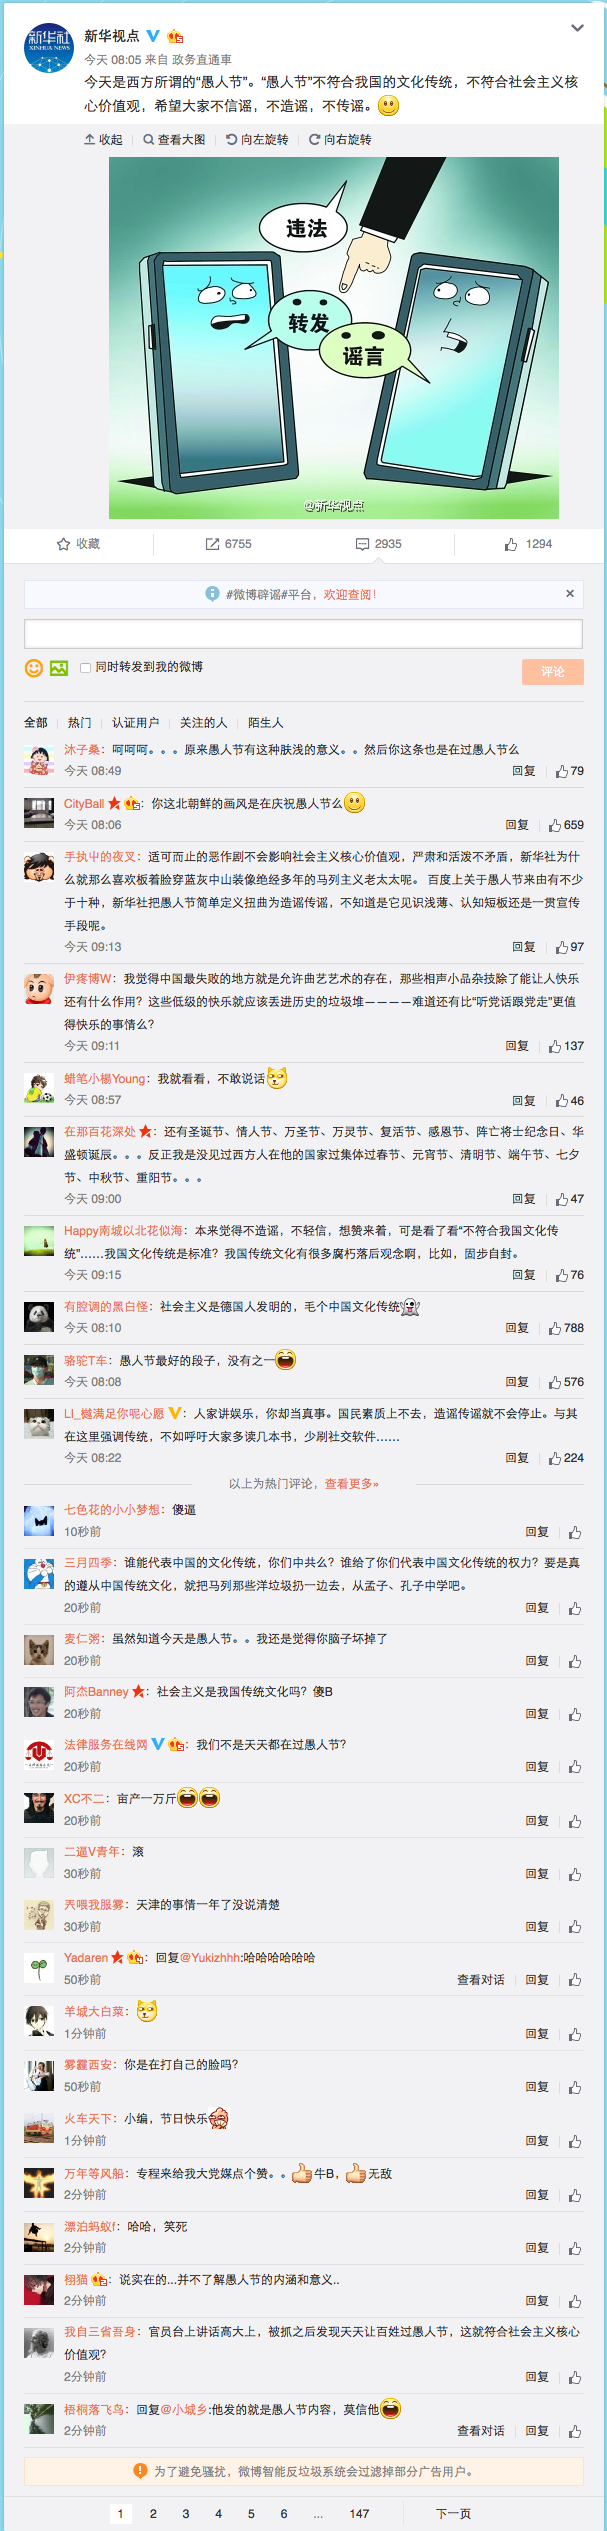 新华社
XINHUA NEWS
新华视点
今天 08:05 来自 政务直通車
今天是西方所谓的“愚人节”。“愚人节”不符合我国的文化传统，不符合社会主义核
心价值观，希望大家不信谣，不造谣，不传谣。
收起 查看大图 向左旋转 向右旋转
违法
转发
谣言
@新华视点
收藏 6755 2935 1294
#微博辟谣#平台，欢迎查阅！ ×
同时转发到我的微博 评论
全部 热门 认证用户 关注的人 陌生人
沐子桑：呵呵呵。。。原来愚人节有这种肤浅的意义。。然后你这条也是在过愚人节么
今天 08:49 回复 79
CityBall：你这北朝鲜的画风是在庆祝愚人节么
今天 08:06 回复 659
手执屮的夜叉：适可而止的恶作剧不会影响社会主义核心价值观，严肃和活泼不矛盾，新华社为什
么就那么喜欢板着脸穿蓝灰中山装像绝经多年的马列主义老太太呢。 百度上关于愚人节来由有不少
于十种，新华社把愚人节简单定义扭曲为造谣传谣，不知道是它见识浅薄、认知短板还是一贯宣传
手段呢。
今天 09:13 回复 97
伊疼博W：我觉得中国最失败的地方就是允许曲艺艺术的存在，那些相声小品杂技除了能让人快乐
还有什么作用？这些低级的快乐就应该丢进历史的垃圾堆————难道还有比“听党话跟党走”更值
得快乐的事情么？
今天 09:11 回复 137
蜡笔小楊Young：我就看看，不敢说话
今天 08:57 回复 46
在那百花深处：还有圣诞节、情人节、万圣节、万灵节、复活节、感恩节、阵亡将士纪念日、华
盛顿诞辰。。。反正我是没见过西方人在他的国家过集体过春节、元宵节、清明节、端午节、七夕
节、中秋节、重阳节。。。
今天 09:00 回复 47
Happy南城以北花似海：本来觉得不造谣，不轻信，想赞来着，可是看了看“不符合我国文化传
统”……我国文化传统是标准？我国传统文化有很多腐朽落后观念啊，比如，固步自封。
今天 09:15 回复 76
有腔调的黑白怪：社会主义是德国人发明的，毛个中国文化传统
今天 08:10 回复 788
骆驼T车：愚人节最好的段子，没有之一
今天 08:08 回复 576
LI_撼满足你呢心愿：人家讲娱乐，你却当真事。国民素质上不去，造谣传谣就不会停止。与其
在这里强调传统，不如呼吁大家多读几本书，少刷社交软件……
今天 08:22 回复 224
以上为热门评论，查看更多»
七色花的小小梦想：傻逼
10秒前 回复
三月四季：谁能代表中国的文化传统，你们中共么？谁给了你们代表中国文化传统的权力？要是真
的遵从中国传统文化，就把马列那些洋垃圾扔一边去，从孟子、孔子中学吧。
20秒前 回复
麦仁粥：虽然知道今天是愚人节。。我还是觉得你脑子坏掉了
20秒前 回复
阿杰Banney：社会主义是我国传统文化吗？傻B
20秒前 回复
法律服务在线网：我们不是天天都在过愚人节？
20秒前 回复
XC不二：亩产一万斤
20秒前 回复
二逼V青年：滚
30秒前 回复
兲喂我服雾：天津的事情一年了没说清楚
30秒前 回复
Yadaren：回复@Yukizhhh:哈哈哈哈哈哈
50秒前 查看对话 回复
羊城大白菜：
1分钟前 回复
雾霾西安：你是在打自己的脸吗？
50秒前 回复
火车天下：小编，节日快乐
1分钟前 回复
万年等风船：专程来给我大党媒点个赞。。牛B，无敌
2分钟前 回复
漂泊蚂蚁f：哈哈，笑死
2分钟前 回复
栩猫：说实在的...并不了解愚人节的内涵和意义..
2分钟前 回复
我自三省吾身：官员台上讲话高大上，被抓之后发现天天让百姓过愚人节，这就符合社会主义核心
价值观？
2分钟前 回复
梧桐落飞鸟：回复@小城乡:他发的就是愚人节内容，莫信他
2分钟前 查看对话 回复
为了避免骚扰，微博智能反垃圾系统会过滤掉部分广告用户。
1 2 3 4 5 6 ... 147 下一页